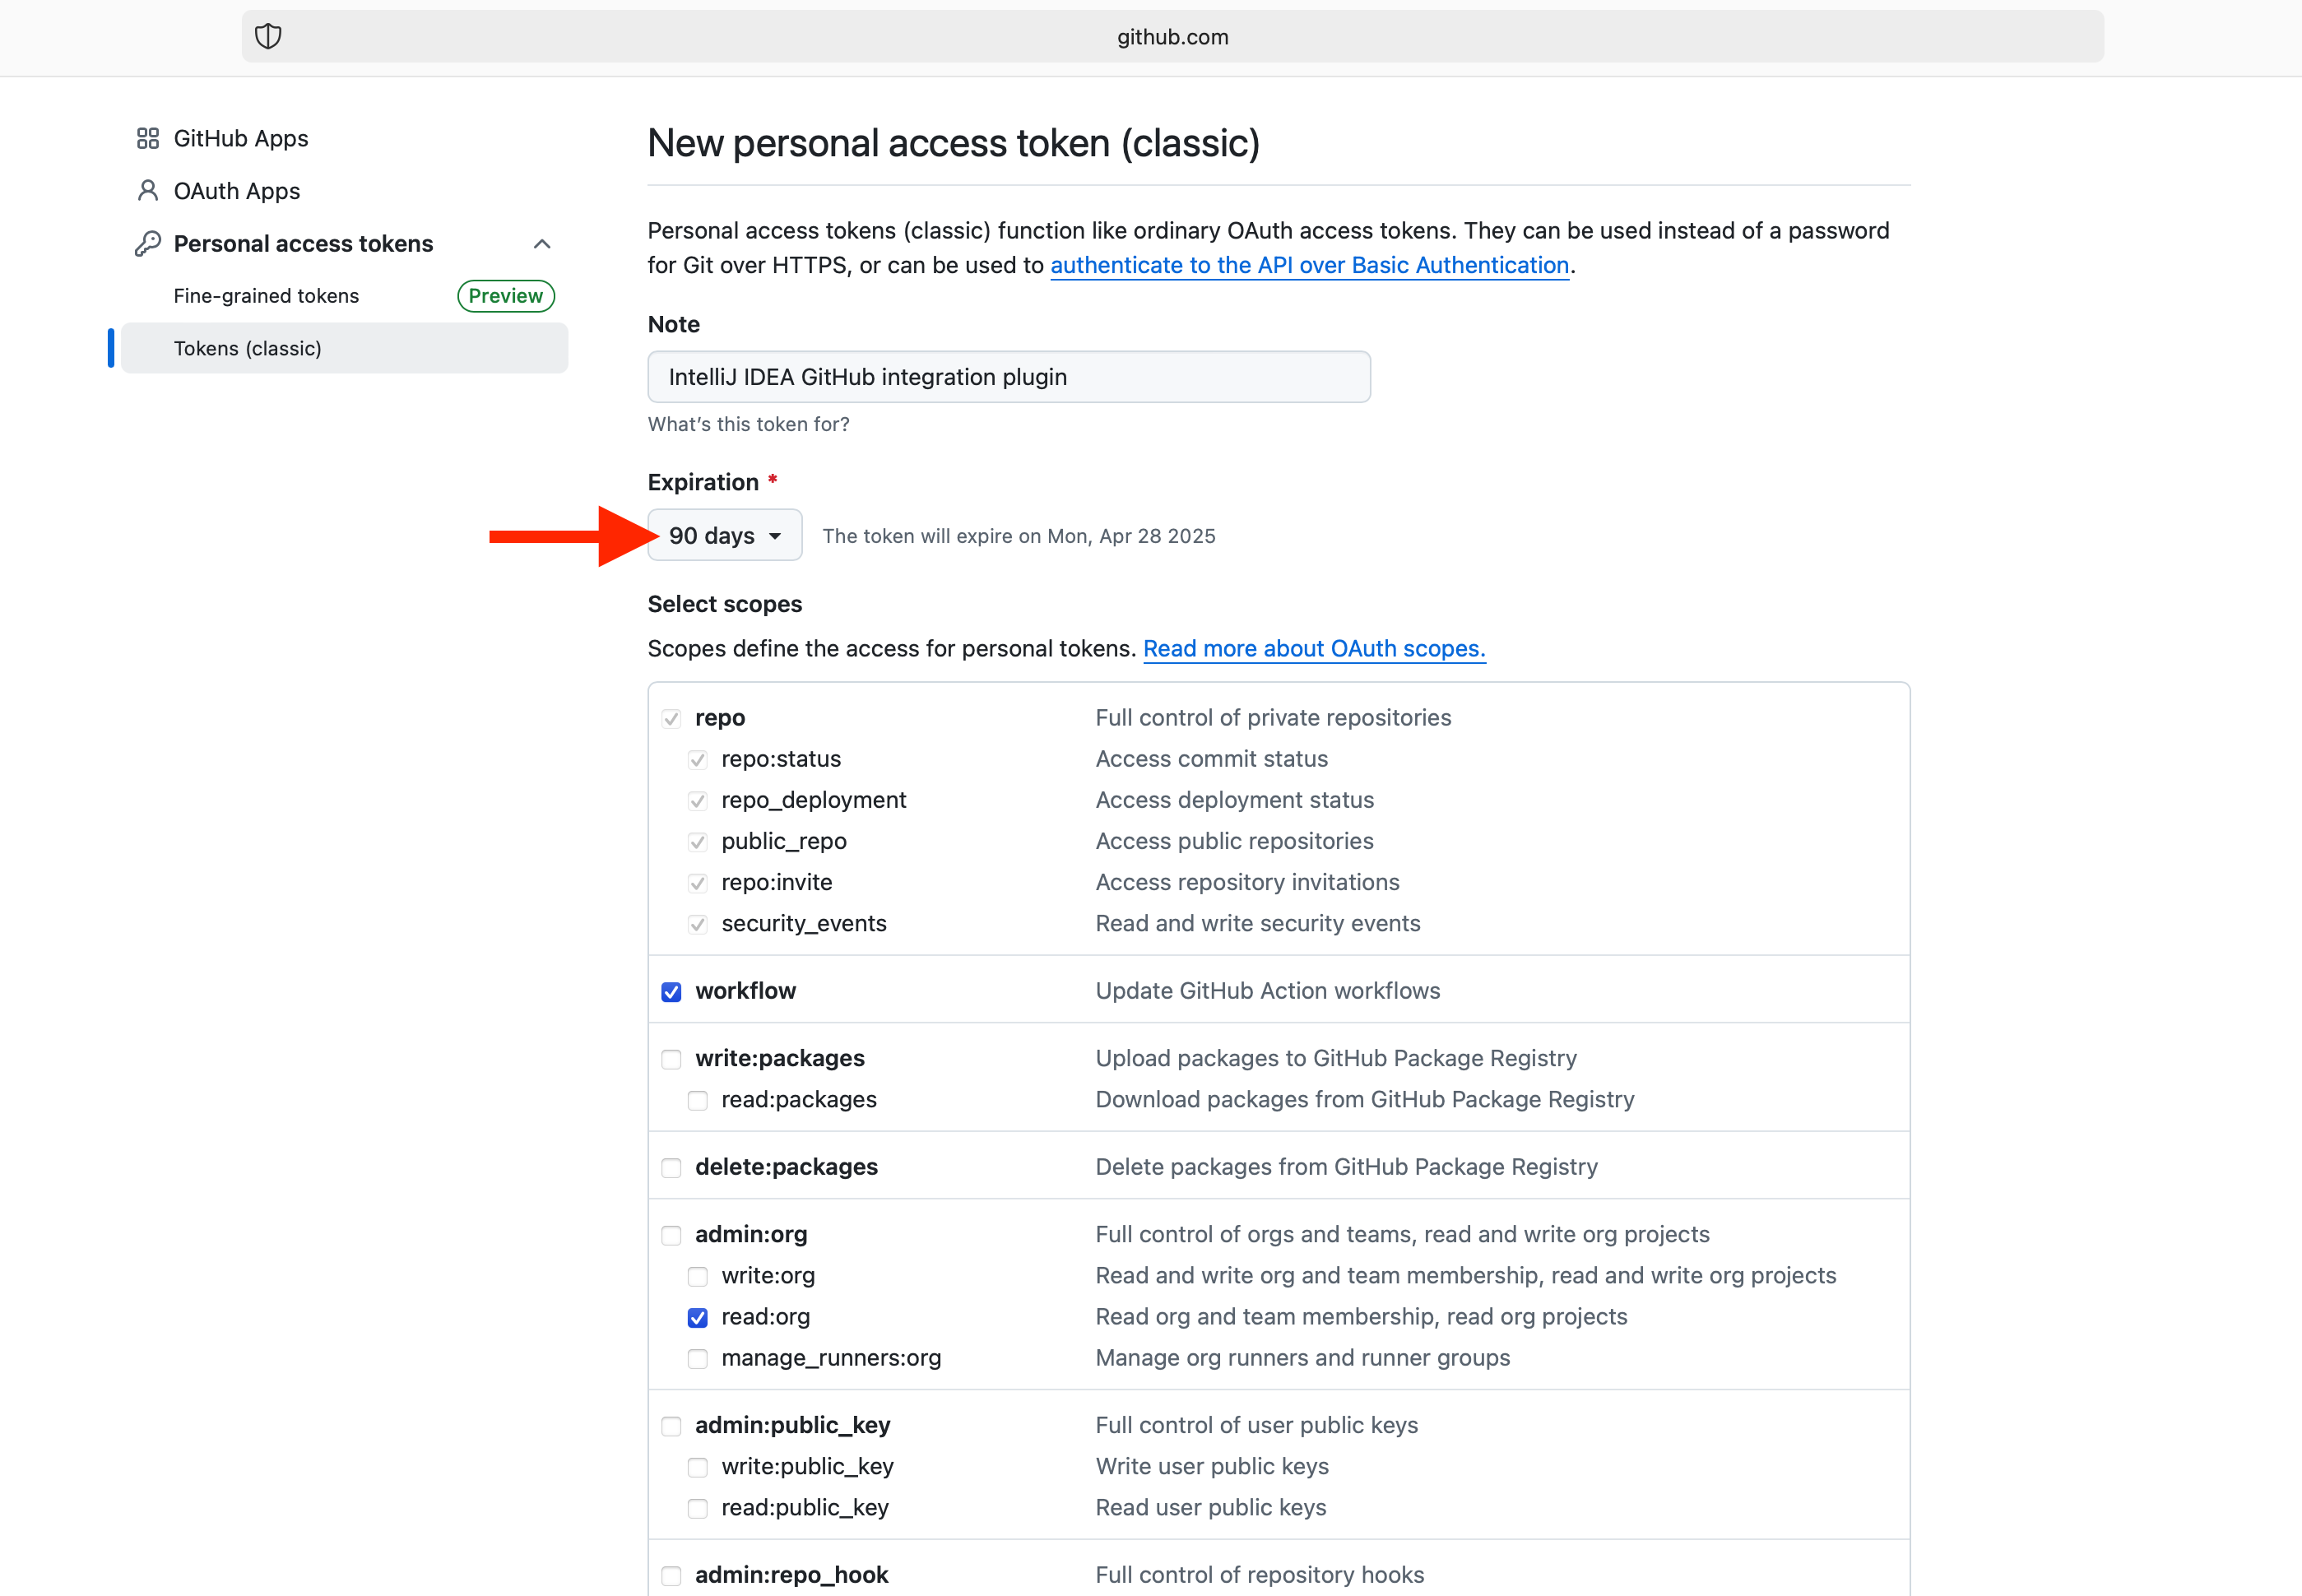 github.com
GitHub Apps
OAuth Apps
Personal access tokens
Fine-grained tokens Preview
Tokens (classic)
New personal access token (classic)
Personal access tokens (classic) function like ordinary OAuth access tokens. They can be used instead of a password
for Git over HTTPS, or can be used to authenticate to the API over Basic Authentication.
Note
IntelliJ IDEA GitHub integration plugin
What's this token for?
Expiration *
90 days The token will expire on Mon, Apr 28 2025
Select scopes
Scopes define the access for personal tokens. Read more about OAuth scopes.
repo Full control of private repositories
repo:status Access commit status
repo_deployment Access deployment status
public_repo Access public repositories
repo:invite Access repository invitations
security_events Read and write security events
workflow Update GitHub Action workflows
write:packages Upload packages to GitHub Package Registry
read:packages Download packages from GitHub Package Registry
delete:packages Delete packages from GitHub Package Registry
admin:org Full control of orgs and teams, read and write org projects
write:org Read and write org and team membership, read and write org projects
read:org Read org and team membership, read org projects
manage_runners:org Manage org runners and runner groups
admin:public_key Full control of user public keys
write:public_key Write user public keys
read:public_key Read user public keys
admin:repo_hook Full control of repository hooks